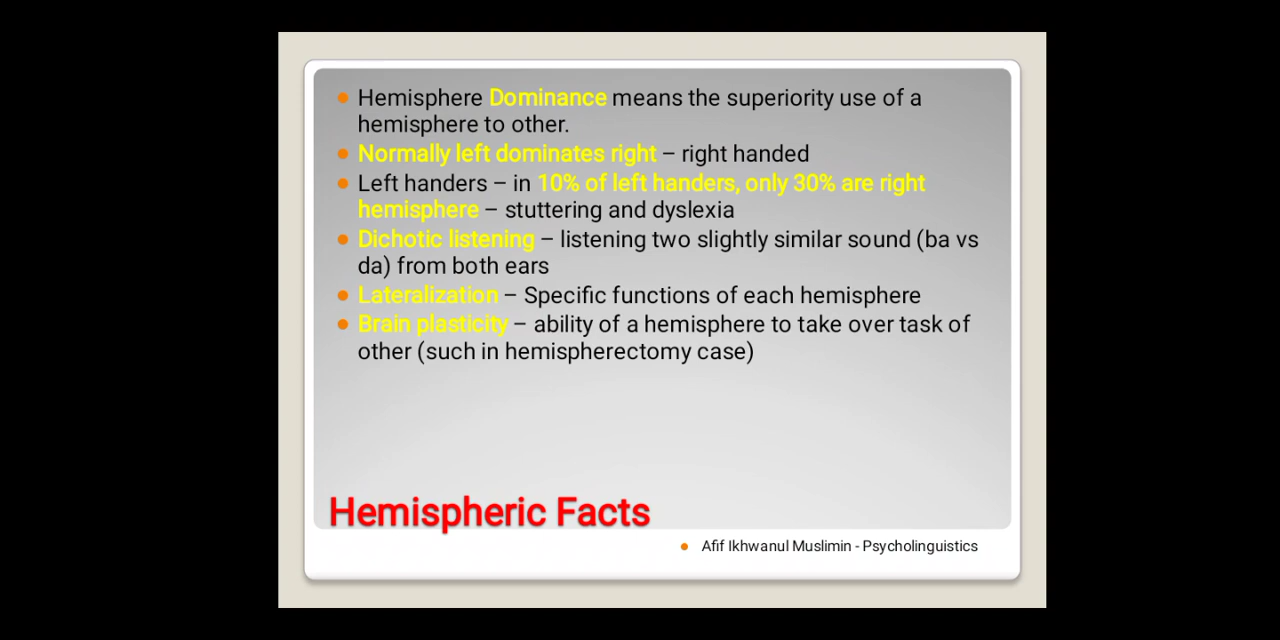 Hemisphere Dominance means the superiority use of a
hemisphere to other.
Normally left dominates right – right handed
Left handers – in 10% of left handers, only 30% are right
hemisphere – stuttering and dyslexia
Dichotic listening – listening two slightly similar sound (ba vs
da) from both ears
Lateralization – Specific functions of each hemisphere
Brain plasticity – ability of a hemisphere to take over task of
other (such in hemispherectomy case)
Hemispheric Facts
Afif Ikhwanul Muslimin - Psycholinguistics